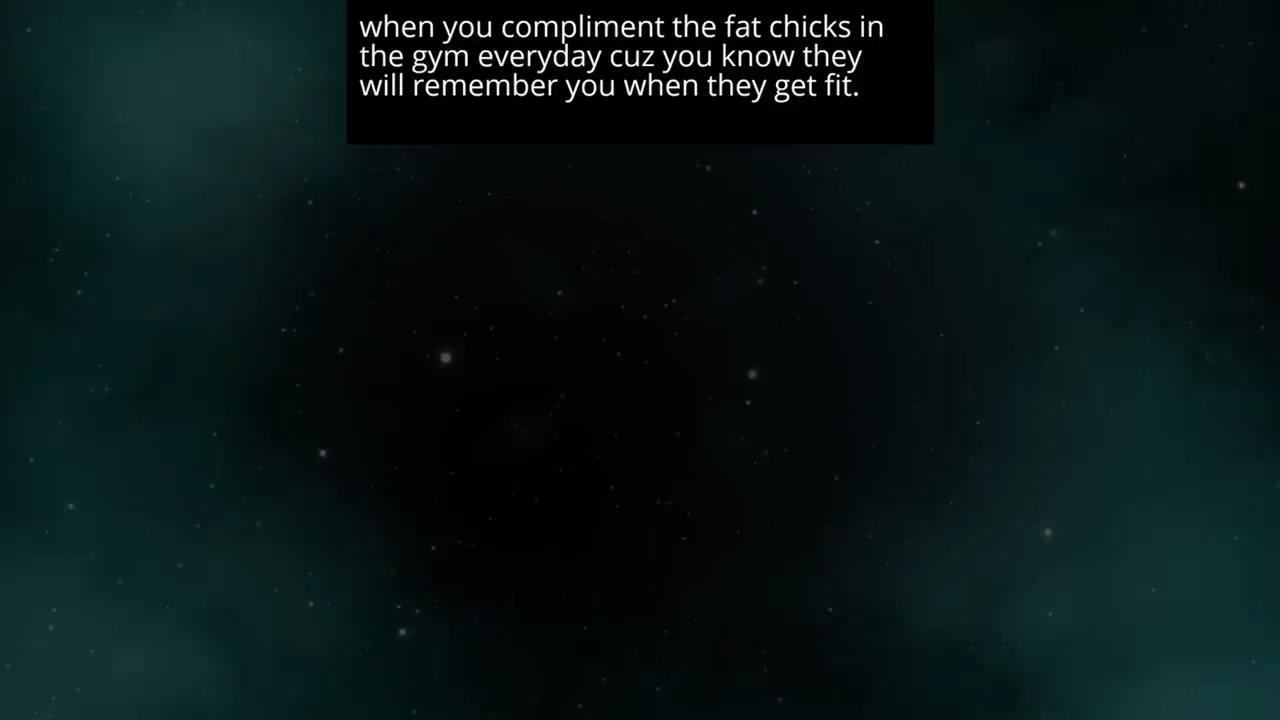 when you compliment the fat chicks in
the gym everyday cuz you know they
will remember you when they get fit.